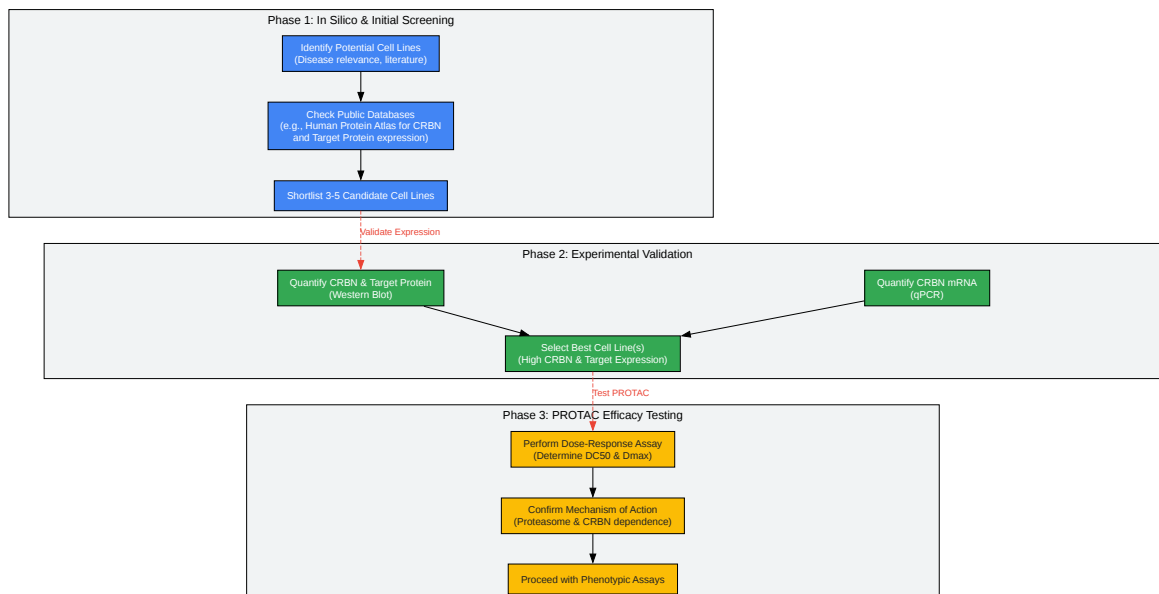 Phase 1: In Silico & Initial Screening
Identify Potential Cell Lines
(Disease relevance, literature)
Check Public Databases
(e.g., Human Protein Atlas for CRBN
and Target Protein expression)
Shortlist 3-5 Candidate Cell Lines
Validate Expression
Phase 2: Experimental Validation
Quantify CRBN & Target Protein
(Western Blot)
Quantify CRBN mRNA
(qPCR)
Select Best Cell Line(s)
(High CRBN & Target Expression)
Test PROTAC
Phase 3: PROTAC Efficacy Testing
Perform Dose-Response Assay
(Determine DC50 & Dmax)
Confirm Mechanism of Action
(Proteasome & CRBN dependence)
Proceed with Phenotypic Assays